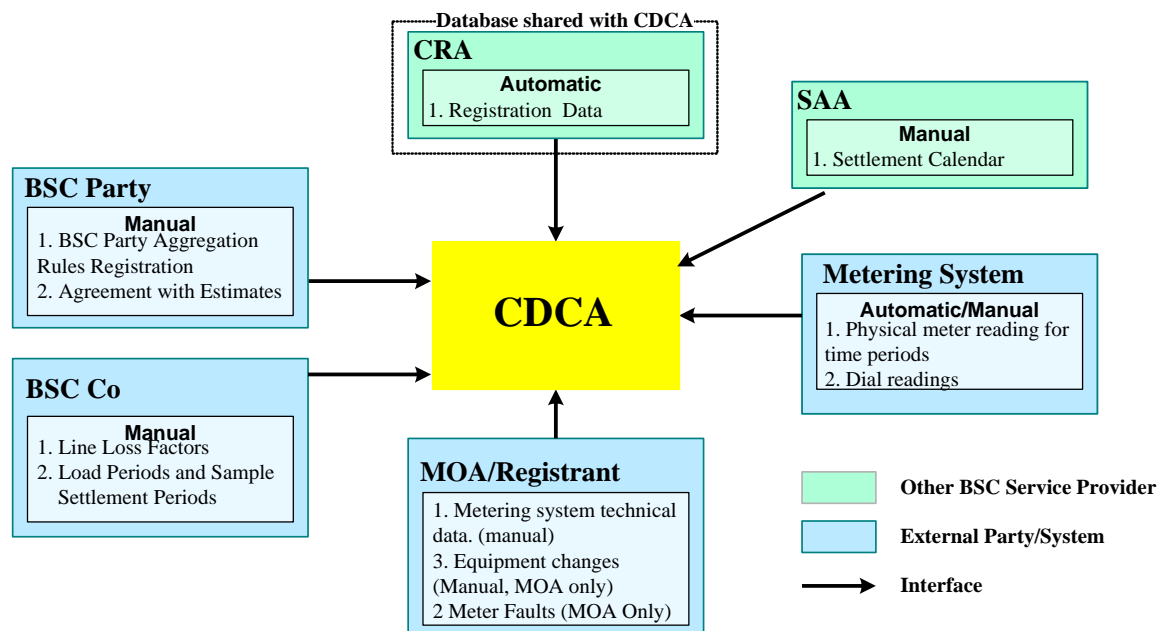 Database shared with CDCA
CRA
Automatic
1. Registration Data
SAA
Manual
1. Settlement Calendar
BSC Party
Manual
1. BSC Party Aggregation
Rules Registration
2. Agreement with Estimates
CDCA
Metering System
Automatic/Manual
1. Physical meter reading for
time periods
2. Dial readings
BSC Co
Manual
1. Line Loss Factors
2. Load Periods and Sample
Settlement Periods
MOA/Registrant
1. Metering system technical
data. (manual)
3. Equipment changes
(Manual, MOA only)
2 Meter Faults (MOA Only)
Other BSC Service Provider
External Party/System
Interface